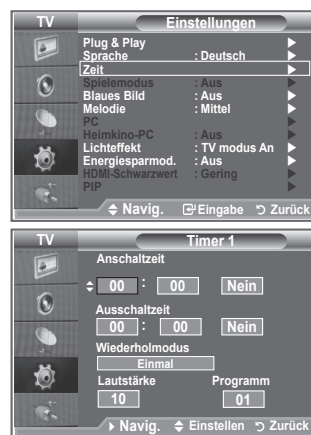 TV Einstellungen
Plug & Play
Sprache : Deutsch
Zeit
Spielemodus : Aus
Blaues Bild : Aus
Melodie : Mittel
PC
Heimkino-PC : Aus
Lichteffekt : TV modus An
Energiesparmod. : Aus
HDMI-Schwarzwert : Gering
PIP
Navig. Eingabe Zurück
TV Timer 1
Anschaltzeit
00 : 00 Nein
Ausschaltzeit
00 : 00 Nein
Wiederholmodus
Einmal
Lautstärke Programm
10 01
Navig. Einstellen Zurück